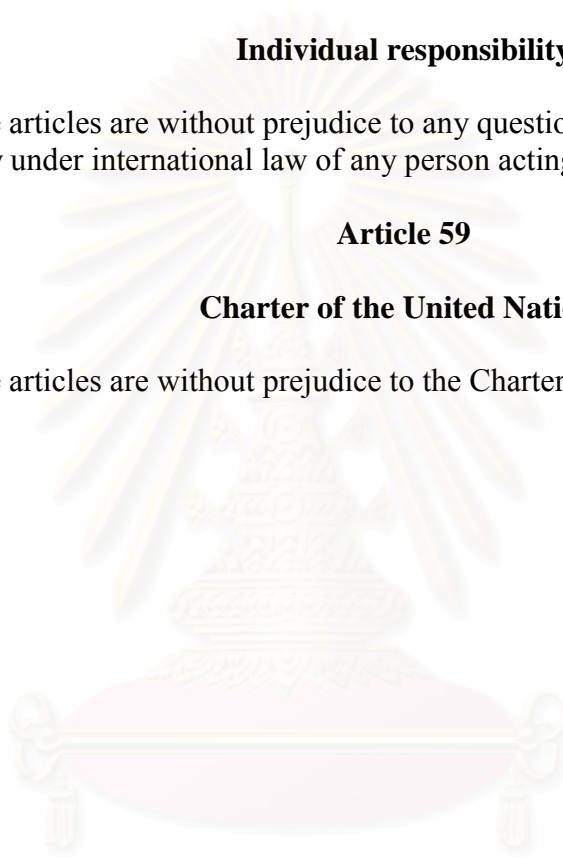 Individual responsibility
articles are without prejudice to any questio
under international law of any person acting
Article 59
Charter of the United Nati
articles are without prejudice to the Charter